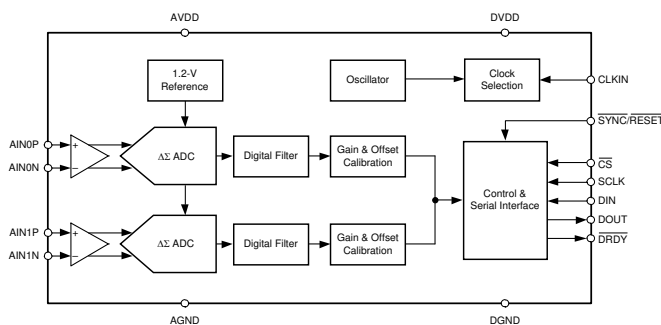 AVDD
DVDD
1.2-V
Reference
Oscillator
Clock
Selection
CLKIN
SYNC/RESET
AIN0P
+
AIN0N
−
ΔΣ ADC
Digital Filter
Gain & Offset
Calibration
Control &
Serial Interface
CS
SCLK
DIN
DOUT
DRDY
AIN1P
+
AIN1N
−
ΔΣ ADC
Digital Filter
Gain & Offset
Calibration
AGND
DGND